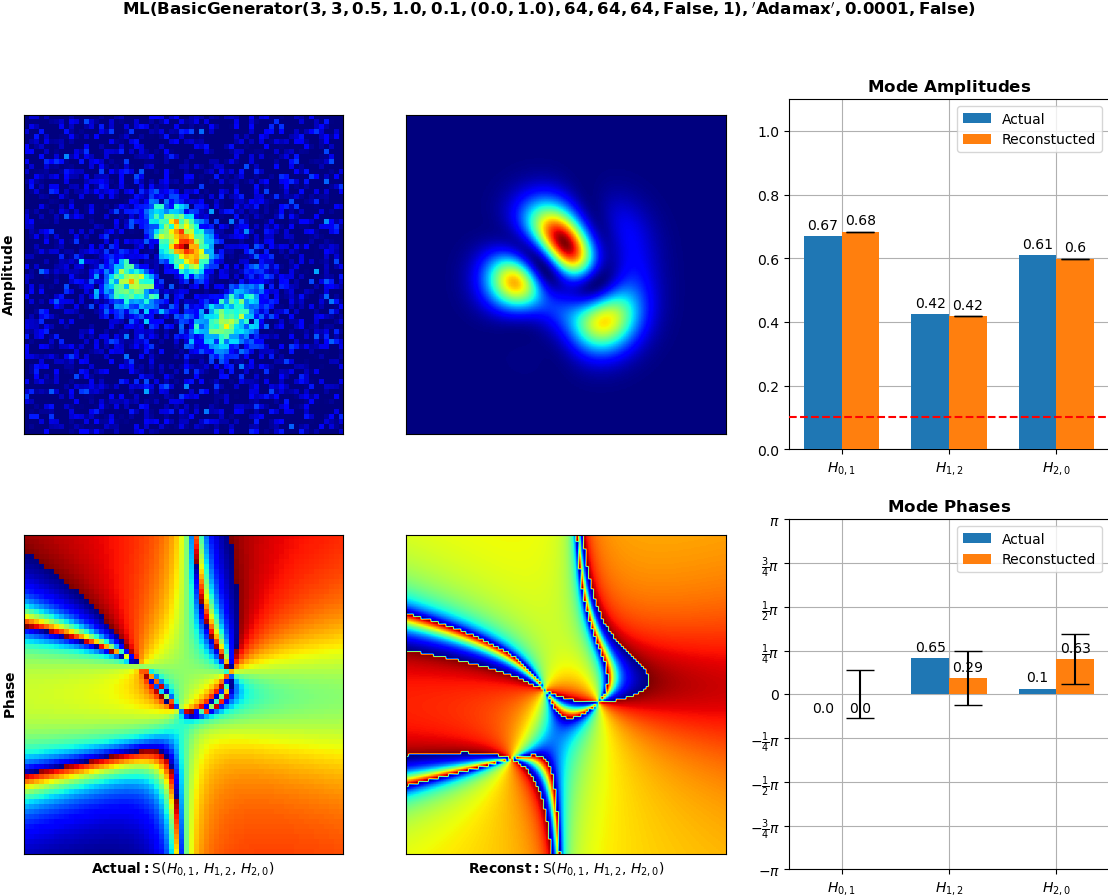 ML(BasicGenerator(3, 3, 0.5, 1.0, 0.1, (0.0, 1.0), 64, 64, 64, False, 1), ′Adamax′, 0.0001, False)
Amplitude
Mode Amplitudes
Actual
Reconstucted
1.0
0.8
0.6
0.4
0.2
0.0
0.67
0.68
0.42
0.42
0.61
0.6
H0,1
H1,2
H2,0
Phase
Actual: S(H0,1, H1,2, H2,0)
Reconst: S(H0,1, H1,2, H2,0)
Mode Phases
Actual
Reconstucted
π
3/4π
1/2π
1/4π
0
−1/4π
−1/2π
−3/4π
−π
0.0
0.0
0.65
0.29
0.1
0.63
H0,1
H1,2
H2,0